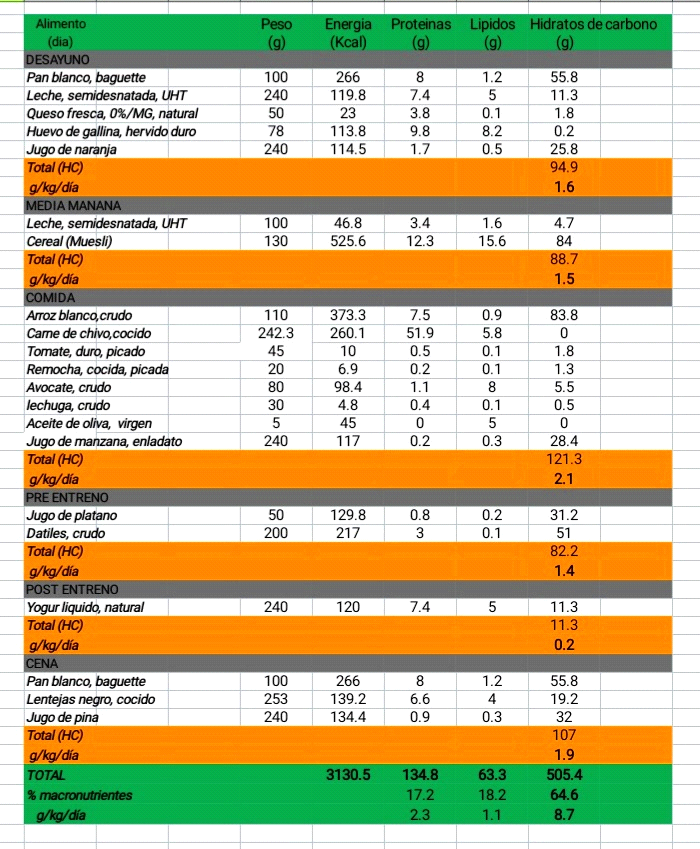 Alimento Peso Energia Proteinas Lipidos Hidratos de carbono
(dia) (g) (Kcal) (g) (g) (g)
DESAYUNO
Pan blanco, baguette 100 266 8 1.2 55.8
Leche, semidesnatada, UHT 240 119.8 7.4 5 11.3
Queso fresca, 0%/MG, natural 50 23 3.8 0.1 1.8
Huevo de gallina, hervido duro 78 113.8 9.8 8.2 0.2
Jugo de naranja 240 114.5 1.7 0.5 25.8
Total (HC) 94.9
g/kg/día 1.6
MEDIA MANANA
Leche, semidesnatada, UHT 100 46.8 3.4 1.6 4.7
Cereal (Muesli) 130 525.6 12.3 15.6 84
Total (HC) 88.7
g/kg/día 1.5
COMIDA
Arroz blanco,crudo 110 373.3 7.5 0.9 83.8
Carne de chivo,cocido 242.3 260.1 51.9 5.8 0
Tomate, duro, picado 45 10 0.5 0.1 1.8
Remocha, cocida, picada 20 6.9 0.2 0.1 1.3
Avocate, crudo 80 98.4 1.1 8 5.5
lechuga, crudo 30 4.8 0.4 0.1 0.5
Aceite de oliva, virgen 5 45 0 5 0
Jugo de manzana, enladato 240 117 0.2 0.3 28.4
Total (HC) 121.3
g/kg/día 2.1
PRE ENTRENO
Jugo de platano 50 129.8 0.8 0.2 31.2
Datiles, crudo 200 217 3 0.1 51
Total (HC) 82.2
g/kg/día 1.4
POST ENTRENO
Yogur liquido, natural 240 120 7.4 5 11.3
Total (HC) 11.3
g/kg/día 0.2
CENA
Pan blanco, baguette 100 266 8 1.2 55.8
Lentejas negro, cocido 253 139.2 6.6 4 19.2
Jugo de pina 240 134.4 0.9 0.3 32
Total (HC) 107
g/kg/día 1.9
TOTAL 3130.5 134.8 63.3 505.4
% macronutrientes 17.2 18.2 64.6
g/kg/día 2.3 1.1 8.7